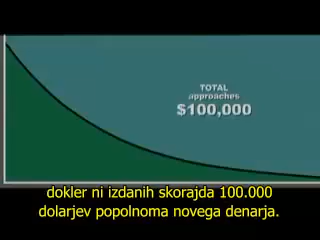 TOTAL
approaches
$100,000
dokler ni izdanih skorajda 100.000
dolarjev popolnoma novega denarja.